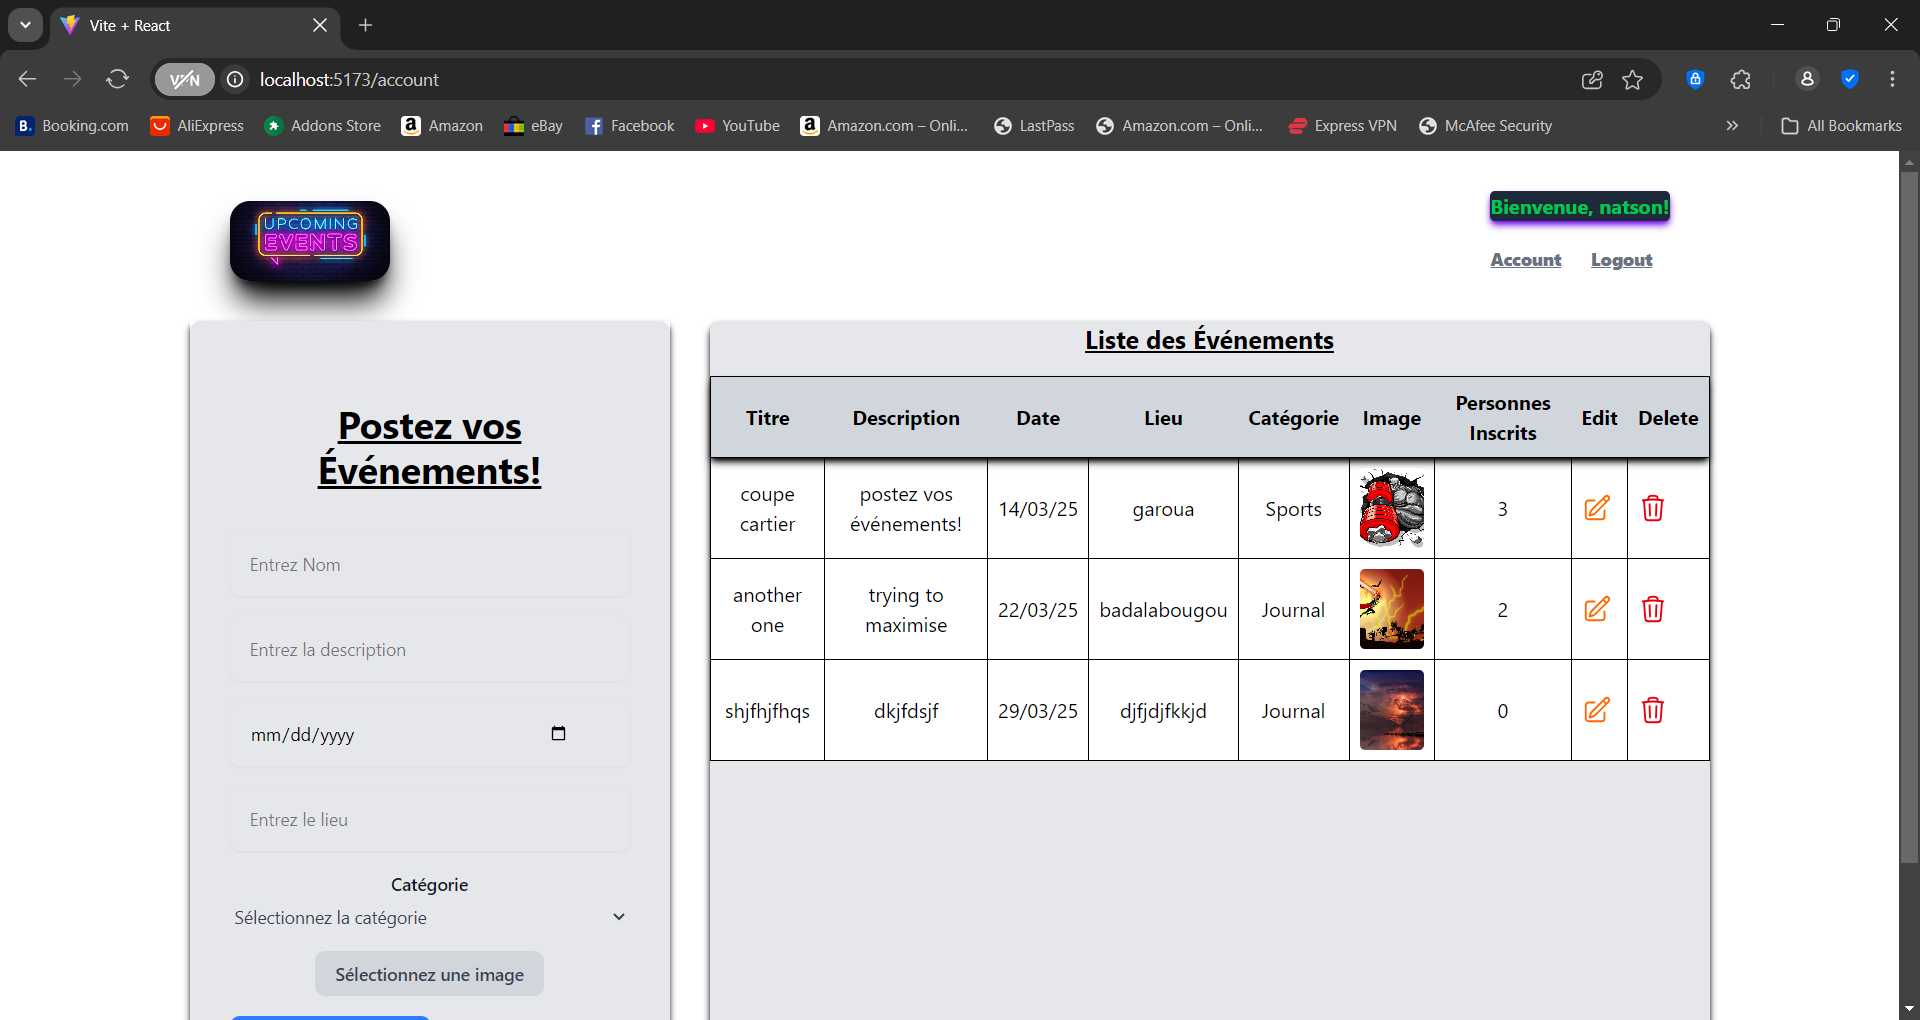 Vite + React
VPN
localhost:5173/account
Booking.com
AliExpress
Addons Store
Amazon
eBay
Facebook
YouTube
Amazon.com – Onli...
LastPass
Amazon.com – Onli...
Express VPN
McAfee Security
All Bookmarks
UPCOMING
EVENTS
Bienvenue, natson!
Account
Logout
Postez vos
Événements!
Entrez Nom
Entrez la description
mm/dd/yyyy
Entrez le lieu
Catégorie
Sélectionnez la catégorie
Sélectionnez une image
Liste des Événements
Titre Description Date Lieu Catégorie Image Personnes Inscrits Edit Delete
coupe cartier postez vos événements! 14/03/25 garoua Sports 3
another one trying to maximise 22/03/25 badalabougou Journal 2
shjfhjfhqs dkjfdsjf 29/03/25 djfjdjfkkjd Journal 0